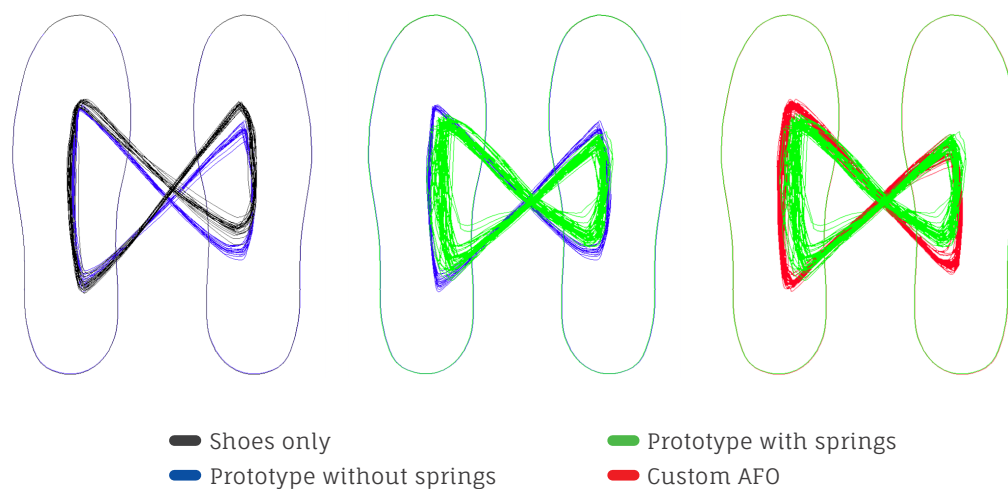 Shoes only
Prototype with springs
Prototype without springs
Custom AFO